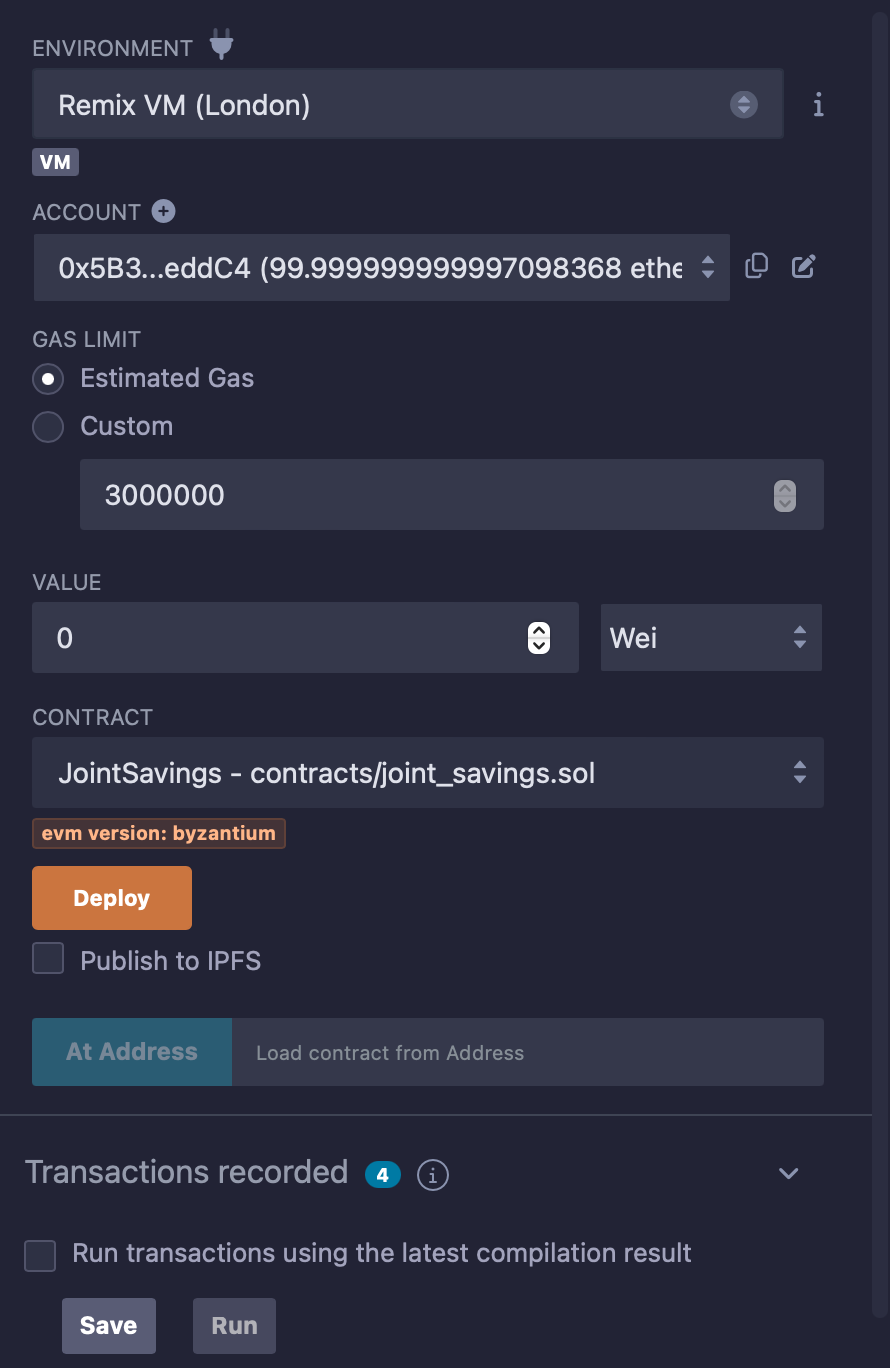 ENVIRONMENT
Remix VM (London)
VM
ACCOUNT
0x5B3...eddC4 (99.999999999997098368 ethe
GAS LIMIT
Estimated Gas
Custom
3000000
VALUE
0 Wei
CONTRACT
JointSavings - contracts/joint_savings.sol
evm version: byzantium
Deploy
Publish to IPFS
At Address Load contract from Address
Transactions recorded 4
Run transactions using the latest compilation result
Save Run